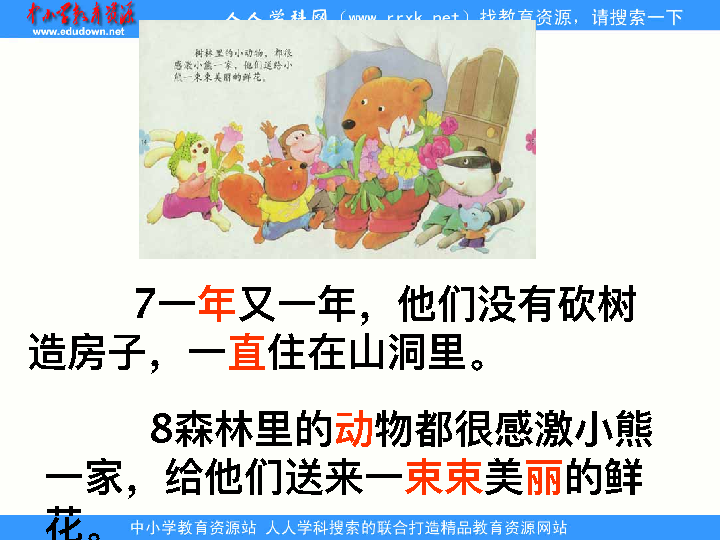 中小学教育资源
www.edudown.net
人人学科网（www.rrxk.net）找教育资源，请搜索一下
树林里的小动物，都很
感激小熊一家，他们送给小
熊一束束美丽的鲜花。
14
7一年又一年，他们没有砍树
造房子，一直住在山洞里。
8森林里的动物都很感激小熊
一家，给他们送来一束束美丽的鲜
花。
中小学教育资源站 人人学科搜索的联合打造精品教育资源网站